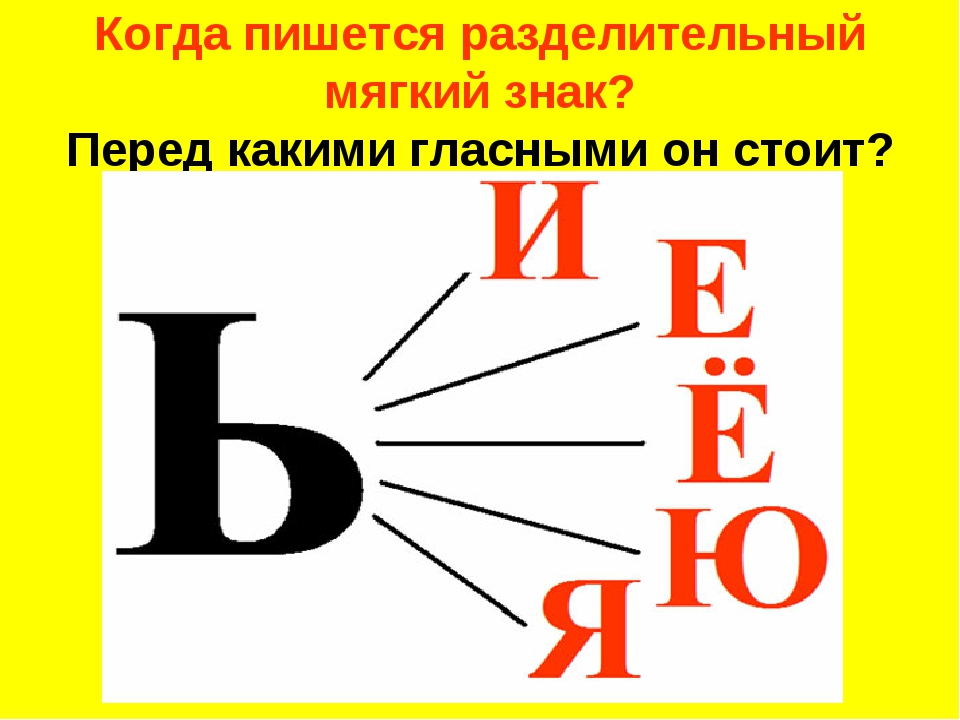 Когда пишется разделительный
мягкий знак?
Перед какими гласными он стоит?
И
Е
Ь
Ё
Ю
Я